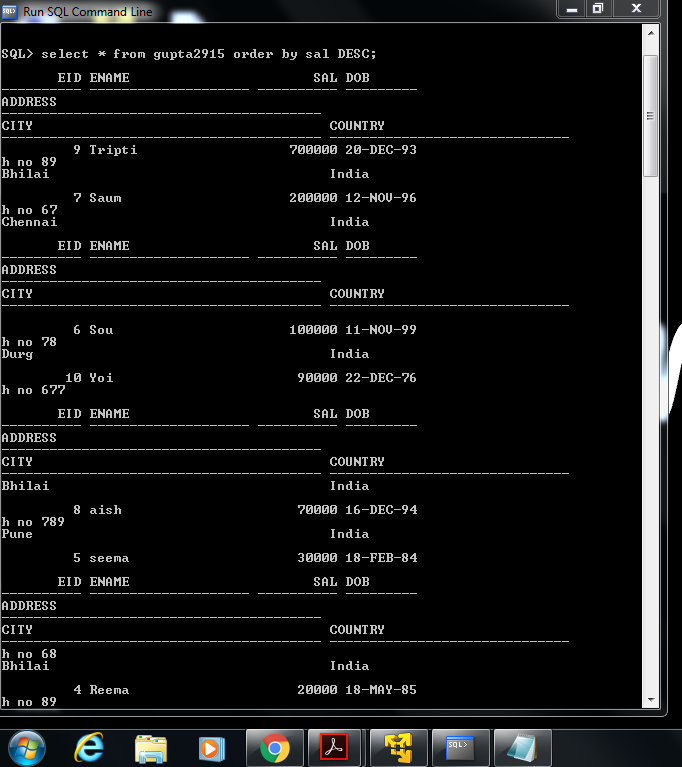 Run SQL Command Line
SQL> select * from gupta2915 order by sal DESC;
EID ENAME SAL DOB
ADDRESS
CITY COUNTRY
9 Tripti 700000 20-DEC-93
h no 89
Bhilai India
7 Saum 200000 12-NOV-96
h no 67
Chennai India
EID ENAME SAL DOB
ADDRESS
CITY COUNTRY
6 Sou 100000 11-NOV-99
h no 78
Durg India
10 Yoi 90000 22-DEC-76
h no 677
EID ENAME SAL DOB
ADDRESS
CITY COUNTRY
Bhilai India
8 aish 70000 16-DEC-94
h no 789
Pune India
5 seema 30000 18-FEB-84
EID ENAME SAL DOB
ADDRESS
CITY COUNTRY
h no 68
Bhilai India
4 Reema 20000 18-MAY-85
h no 89
SQL>